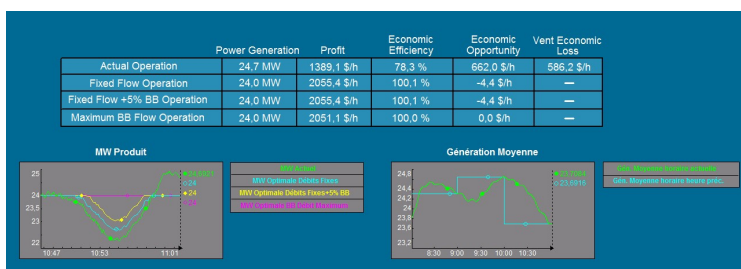 Power Generation Profit Economic Efficiency Economic Opportunity Vent Economic Loss
Actual Operation 24,7 MW 1389,1 $/h 78,3 % 662,0 $/h 586,2 $/h
Fixed Flow Operation 24,0 MW 2055,4 $/h 100,1 % -4,4 $/h —
Fixed Flow +5% BB Operation 24,0 MW 2055,4 $/h 100,1 % -4,4 $/h —
Maximum BB Flow Operation 24,0 MW 2051,1 $/h 100,0 % 0,0 $/h —
MW Produit
25
24
23,5
23
22
10:47 10:53 11:01
24
24
24
MW Actuel
MW Optimale Débits Fixes
MW Optimale Débits Fixes+5% BB
MW Optimale BB Débit Maximum
Génération Moyenne
24,8
24,4
24,2
24
23,8
23,6
23,2
8:30 9:00 9:30 10:00 10:30
23,6916
Gén. Moyenne horaire actuelle
Gén. Moyenne horaire heure préc.